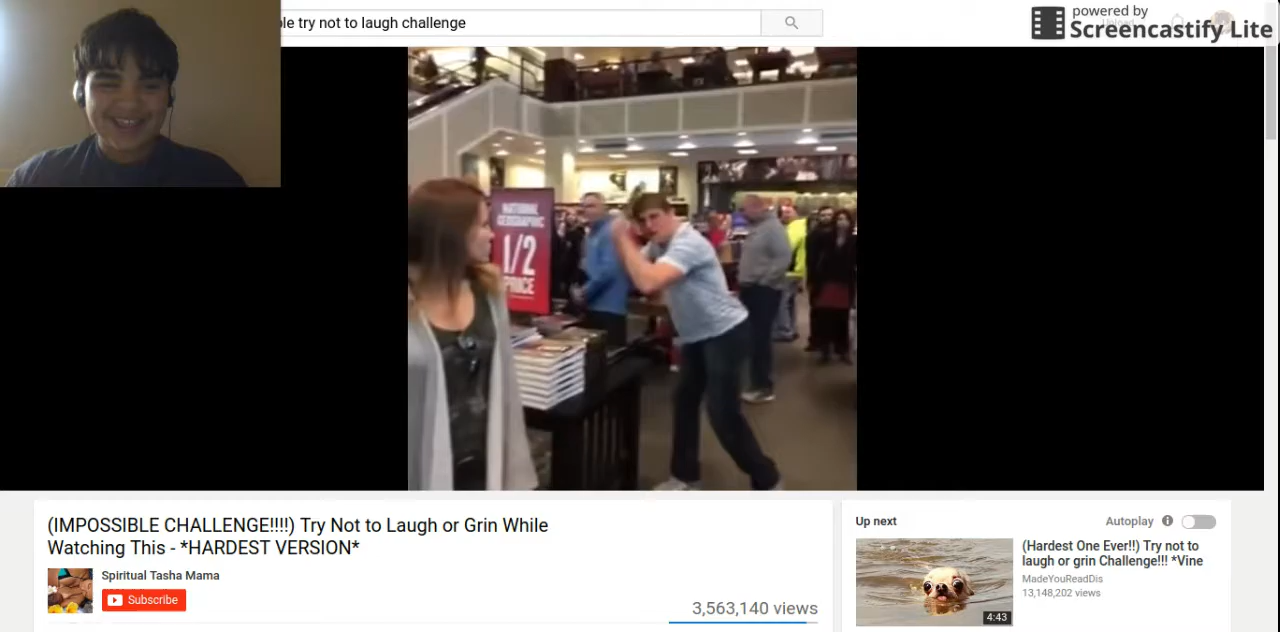 ble try not to laugh challenge
powered by
Screencastify Lite
NATIONAL
GEOGRAPHIC
1/2
PRICE
(IMPOSSIBLE CHALLENGE!!!!) Try Not to Laugh or Grin While
Watching This - *HARDEST VERSION*
Spiritual Tasha Mama
Subscribe
3,563,140 views
Up next
Autoplay
(Hardest One Ever!!) Try not to
laugh or grin Challenge!!! *Vine
MadeYouReadDis
13,148,202 views
4:43